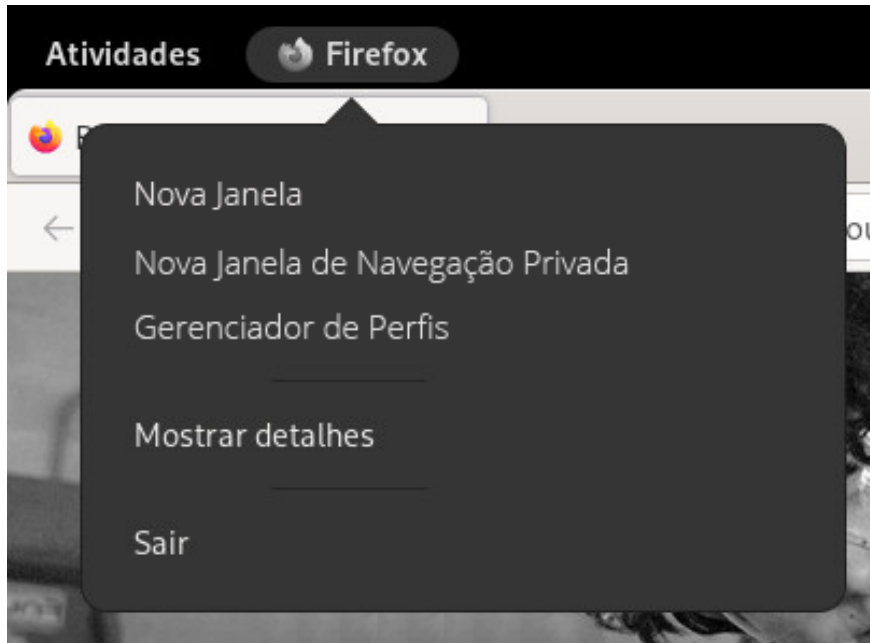 Atividades
Firefox
Nova Janela
Nova Janela de Navegação Privada
Gerenciador de Perfis
Mostrar detalhes
Sair